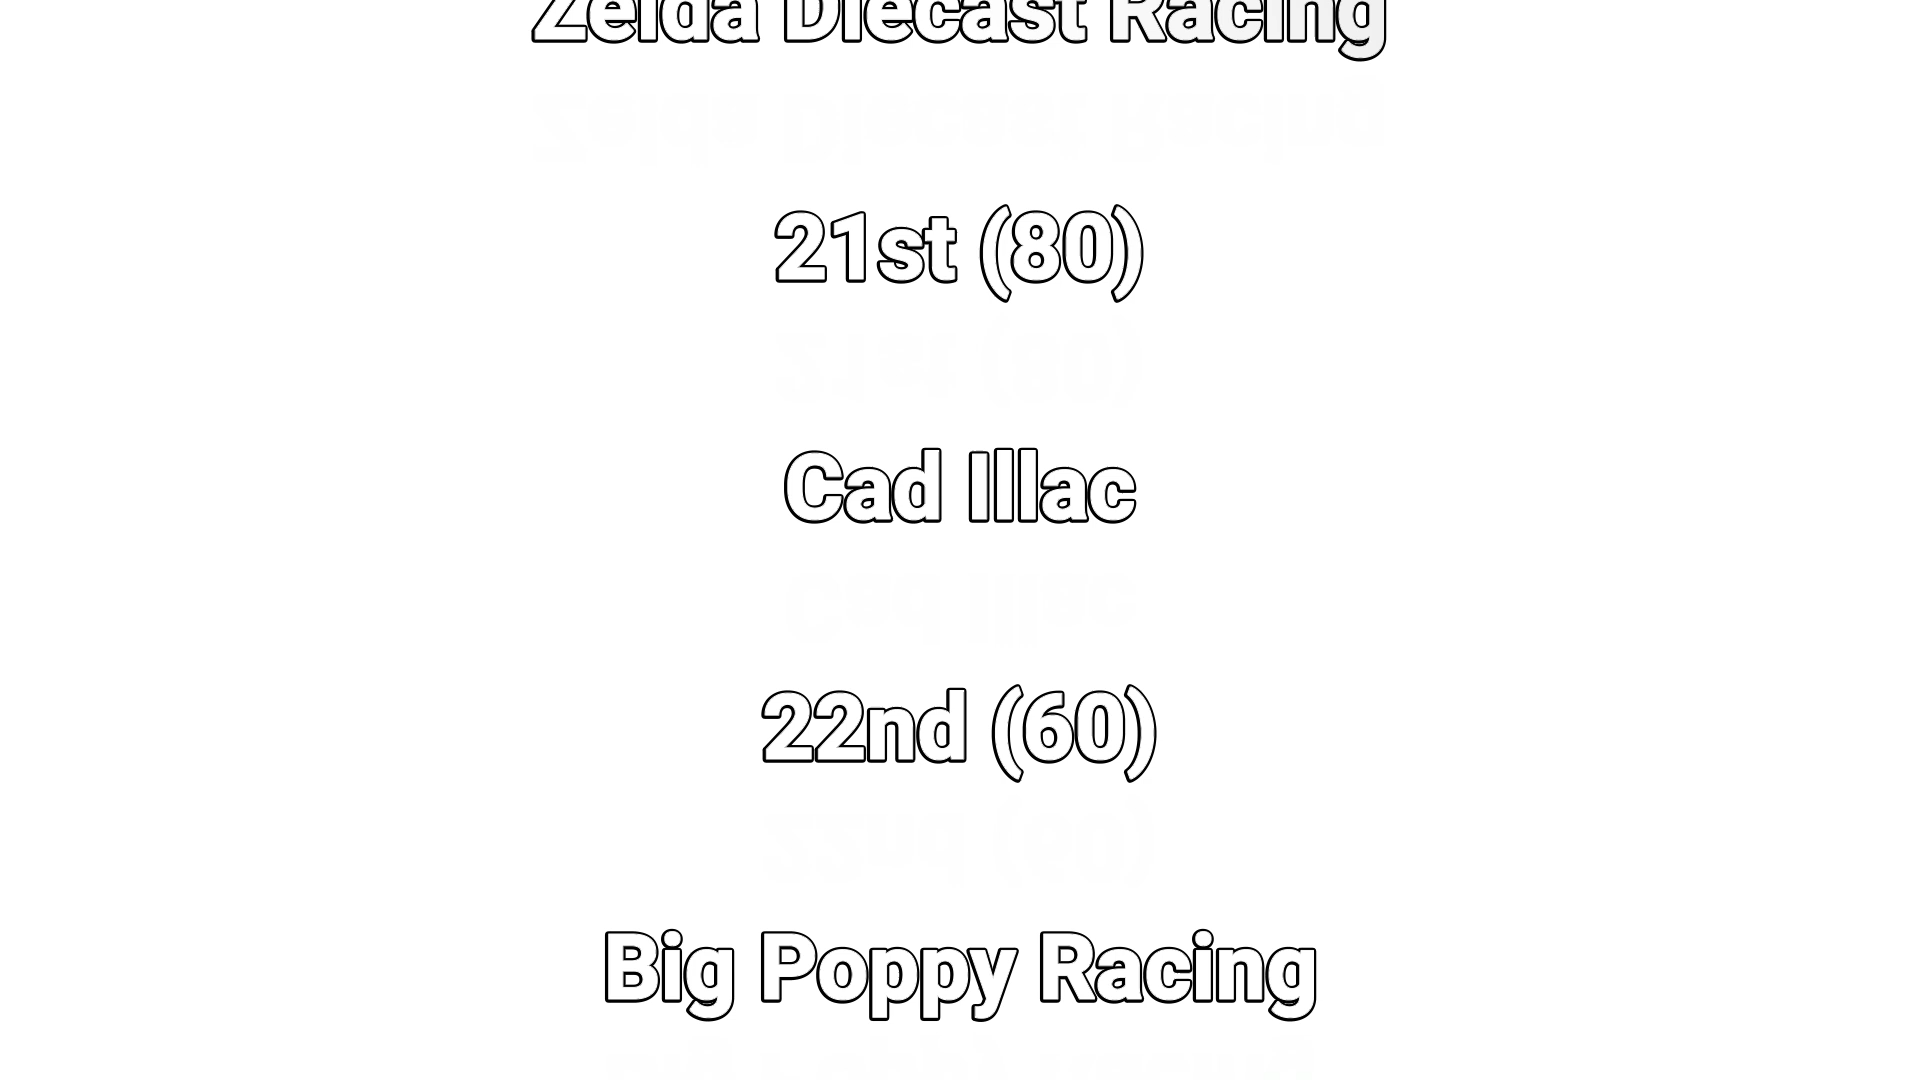 Zelda Diecast Racing
21st (80)
Cad Illac
22nd (60)
Big Poppy Racing